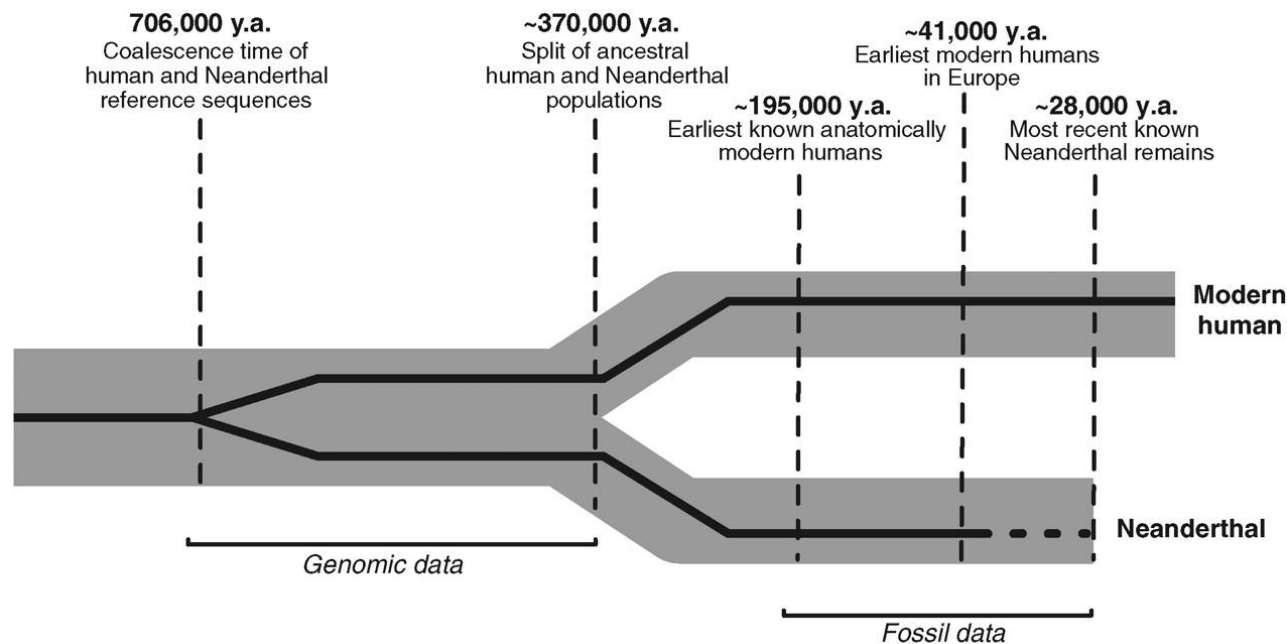 706,000 y.a.
Coalescence time of
human and Neanderthal
reference sequences
~370,000 y.a.
Split of ancestral
human and Neanderthal
populations
~195,000 y.a.
Earliest known anatomically
modern humans
~41,000 y.a.
Earliest modern humans
in Europe
~28,000 y.a.
Most recent known
Neanderthal remains
Modern
human
Neanderthal
Genomic data
Fossil data